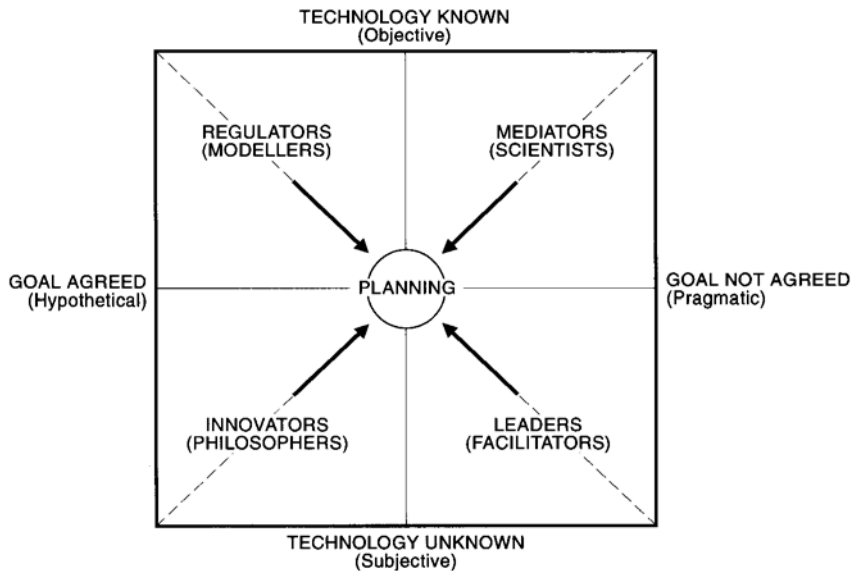 TECHNOLOGY KNOWN
(Objective)
REGULATORS
(MODELLERS)
MEDIATORS
(SCIENTISTS)
GOAL AGREED
(Hypothetical)
PLANNING
GOAL NOT AGREED
(Pragmatic)
INNOVATORS
(PHILOSOPHERS)
LEADERS
(FACILITATORS)
TECHNOLOGY UNKNOWN
(Subjective)